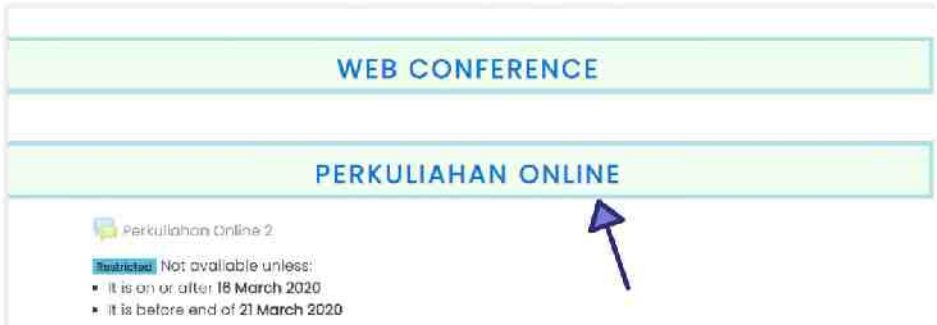 WEB CONFERENCE
PERKULIAHAN ONLINE
Perkuliahan Online 2
Restricted Not available unless:
▪ It is on or after 16 March 2020
▪ It is before end of 21 March 2020